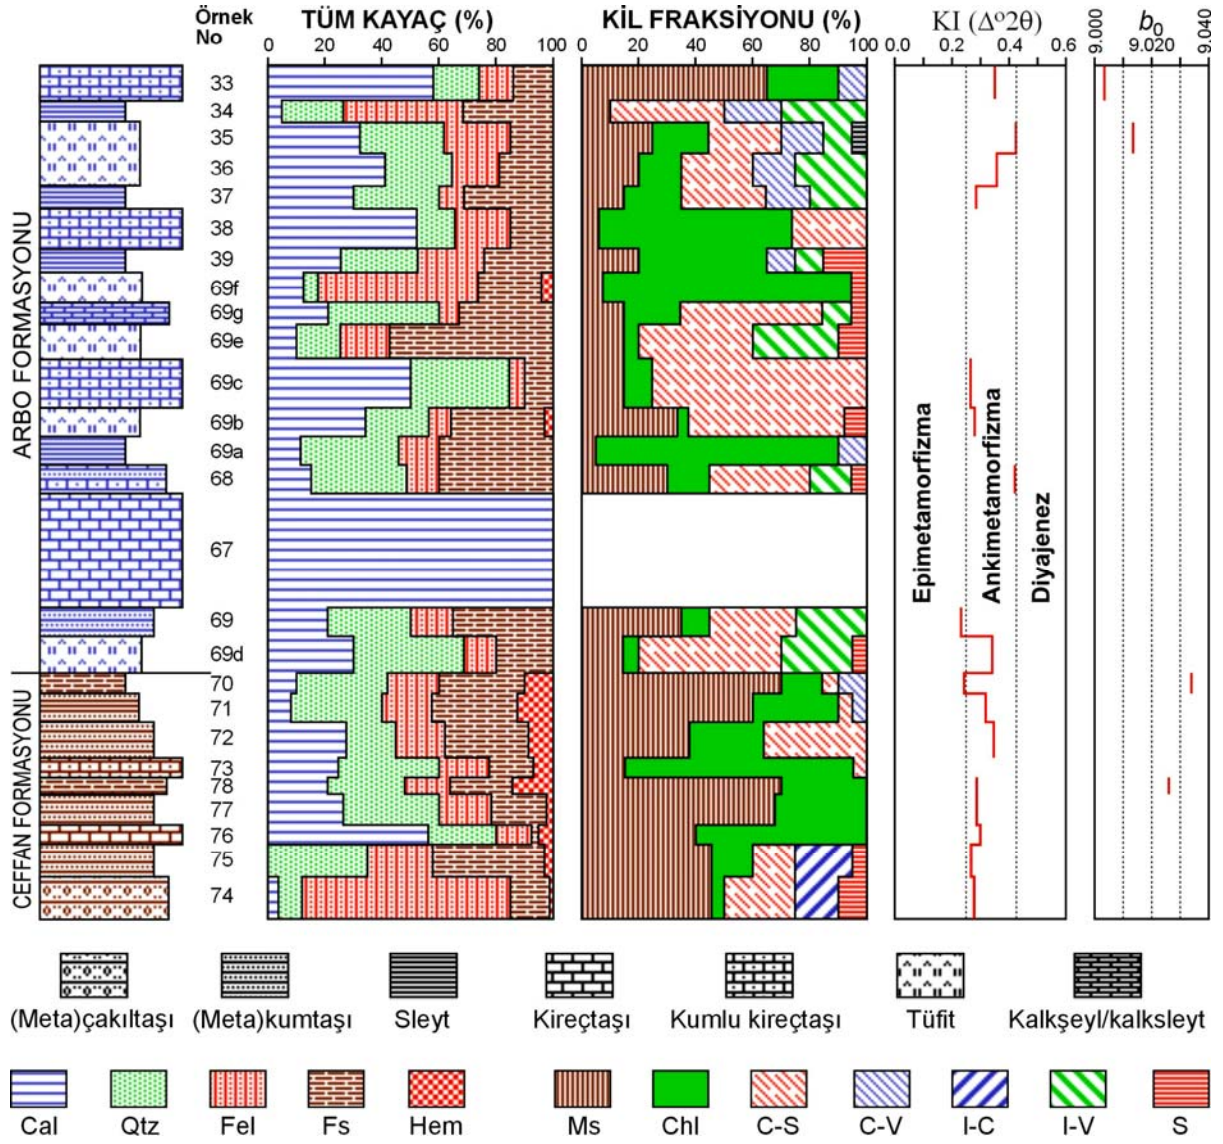 Örnek No
TÜM KAYAÇ (%)
KİL FRAKSİYONU (%)
KI (Δº2θ)
b₀
0 20 40 60 80 100
0 20 40 60 80 100
0.0 0.2 0.4 0.6
9.000 9.020 9.040
ARBO FORMASYONU
33
34
35
36
37
38
39
69f
69g
69e
69c
69b
69a
68
67
69
69d
CEFFAN FORMASYONU
70
71
72
73
78
77
76
75
74
Epimetamorfizma
Ankimetamorfizma
Diyajenez
(Meta)çakıltaşı (Meta)kumtaşı Sleyt Kireçtaşı Kumlu kireçtaşı Tüfit Kalkşeyl/kalksleyt
Cal Qtz Fel Fs Hem Ms Chl C-S C-V I-C I-V S